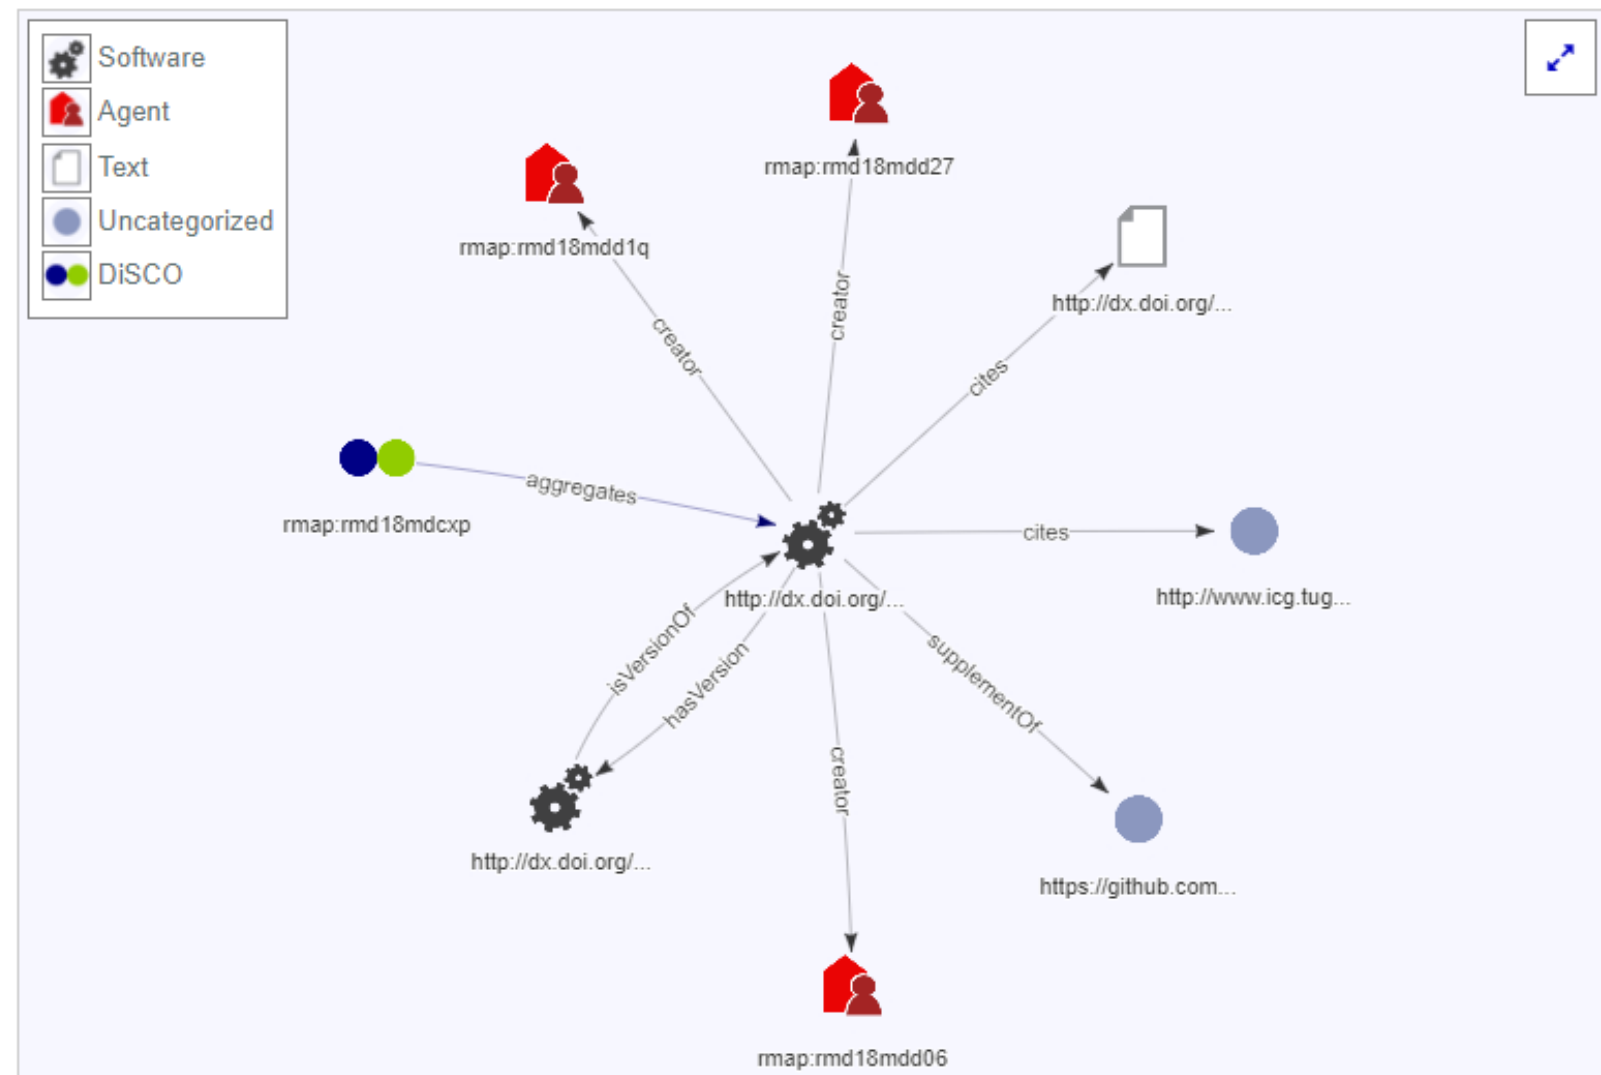 Software
Agent
Text
Uncategorized
DiSCO
rmap:rmd18mdd27
rmap:rmd18mdd1q
http://dx.doi.org/...
creator
creator
cites
aggregates
rmap:rmd18mdcxp
cites
http://dx.doi.org/...
http://www.icg.tug...
isVersionOf
hasVersion
supplementOf
creator
http://dx.doi.org/...
https://github.com...
rmap:rmd18mdd06